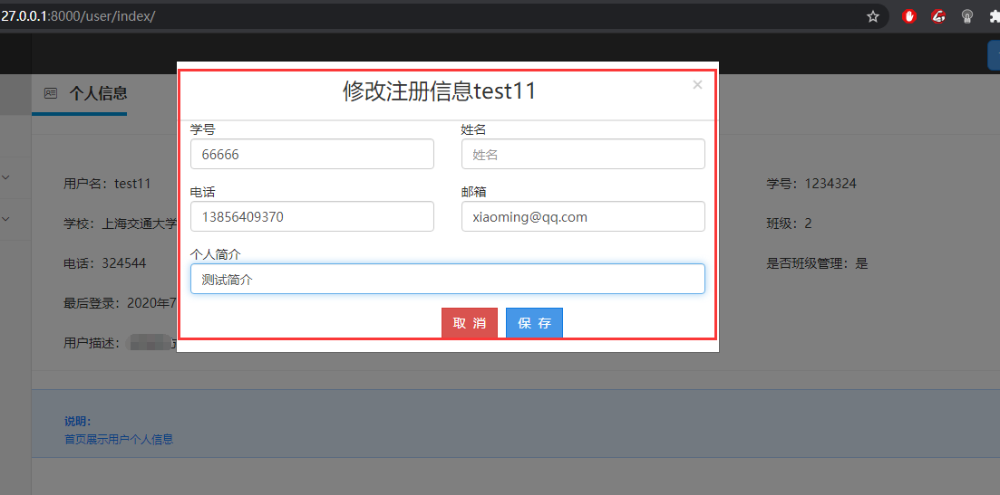 27.0.0.1:8000/user/index/
个人信息
修改注册信息test11 ×
学号 姓名
66666 姓名
电话 邮箱
13856409370 xiaoming@qq.com
个人简介
测试简介
取 消 保 存
用户名：test11 学号：1234324
学校：上海交通大学 班级：2
电话：324544 是否班级管理：是
最后登录：2020年7
用户描述：
说明：
首页展示用户个人信息